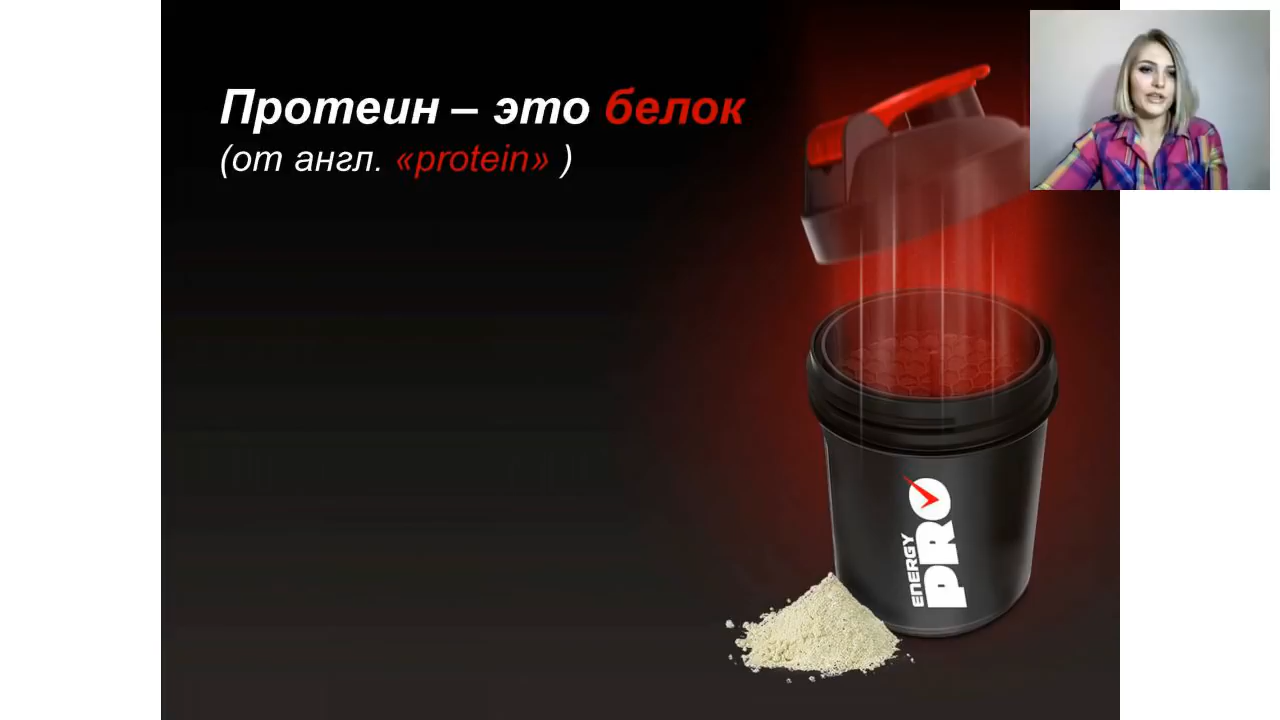 Протеин – это белок
(от англ. «protein» )
ENERGY
PRO